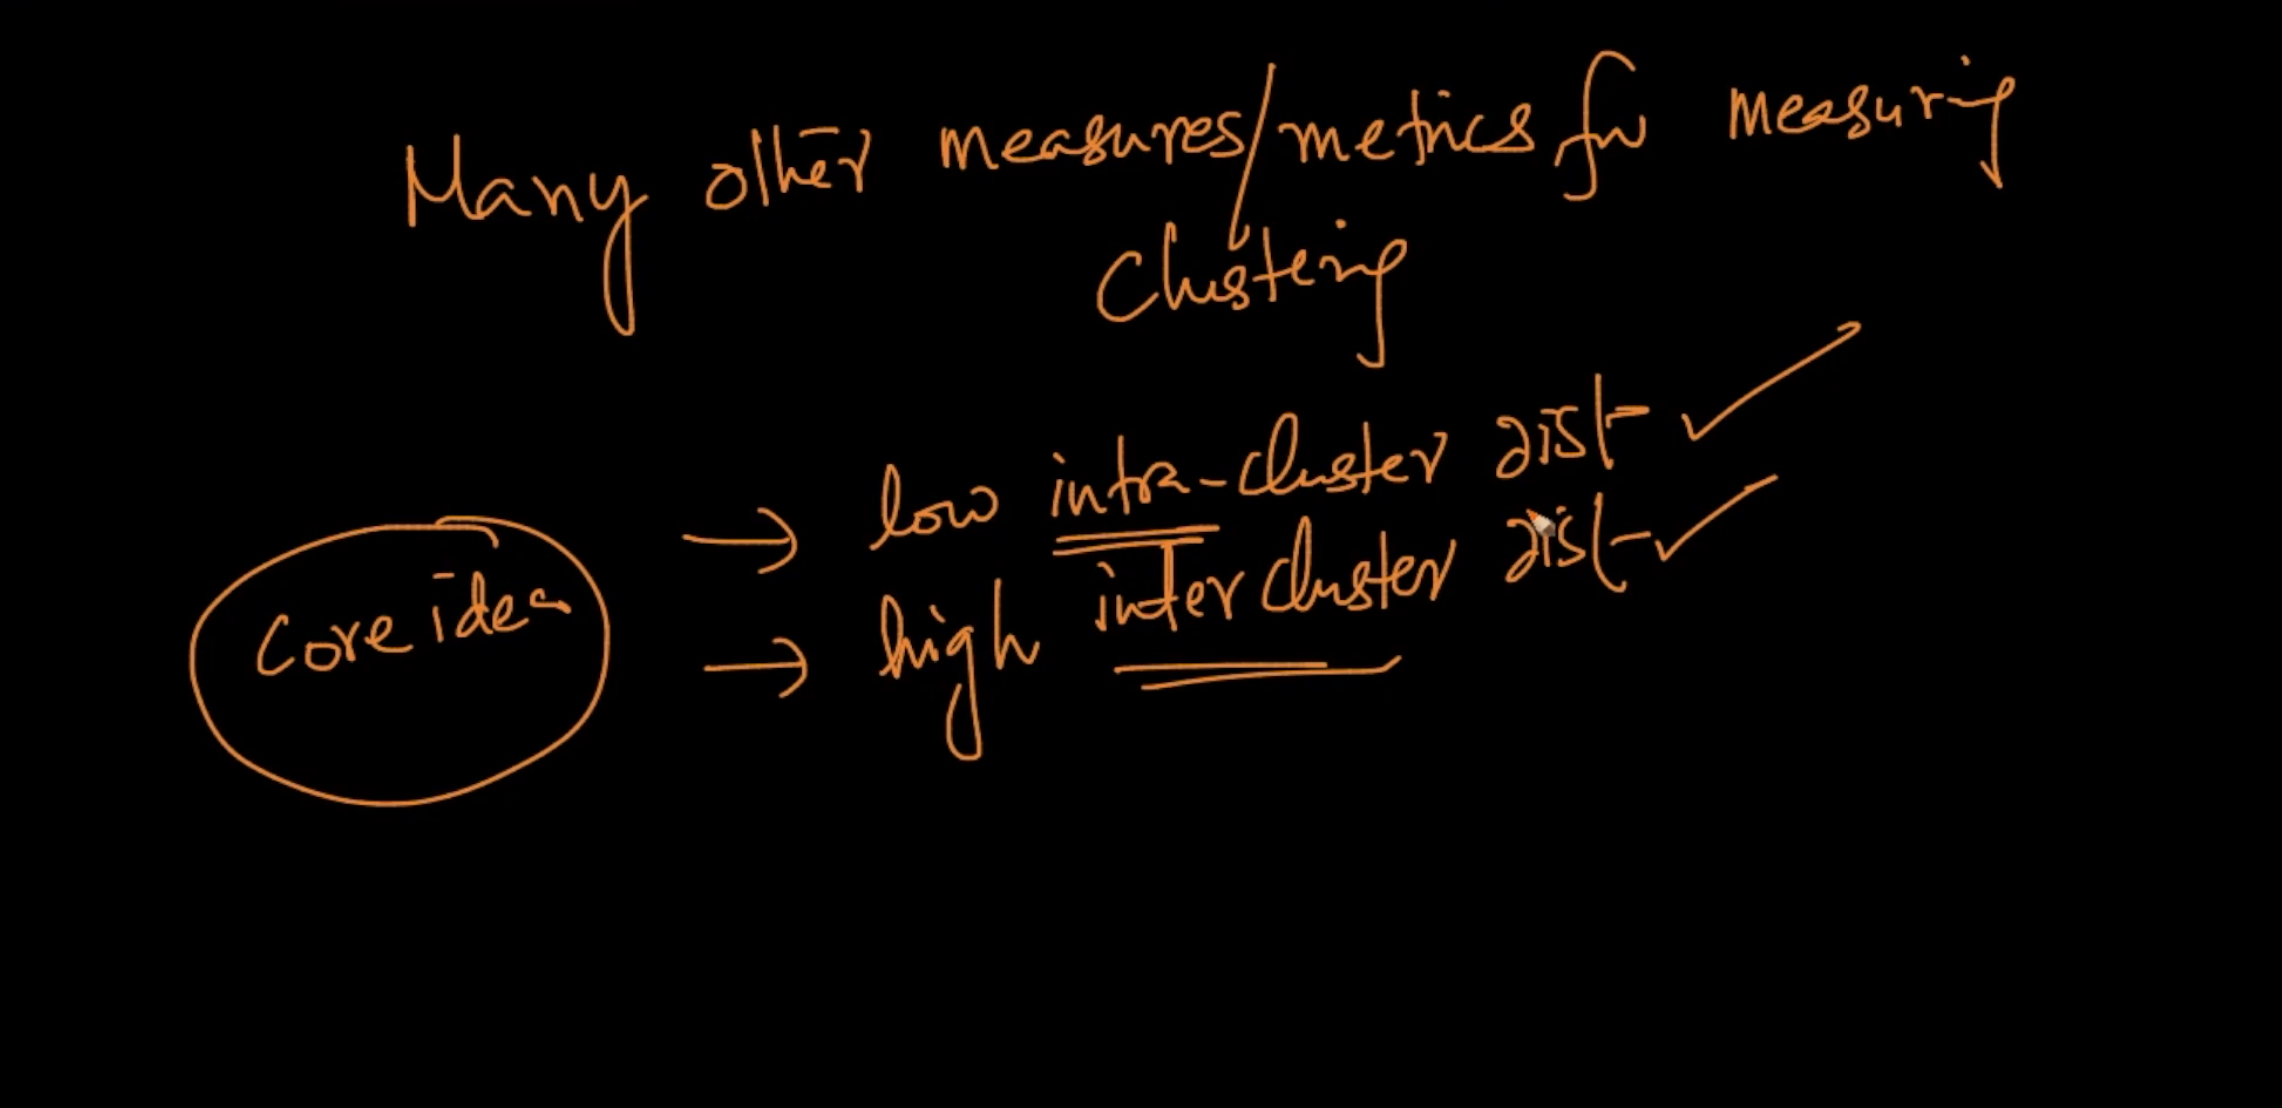 Many other measures/metrics for measuring
Clustering
Core idea
→ low intra-cluster dist
→ high inter cluster dist